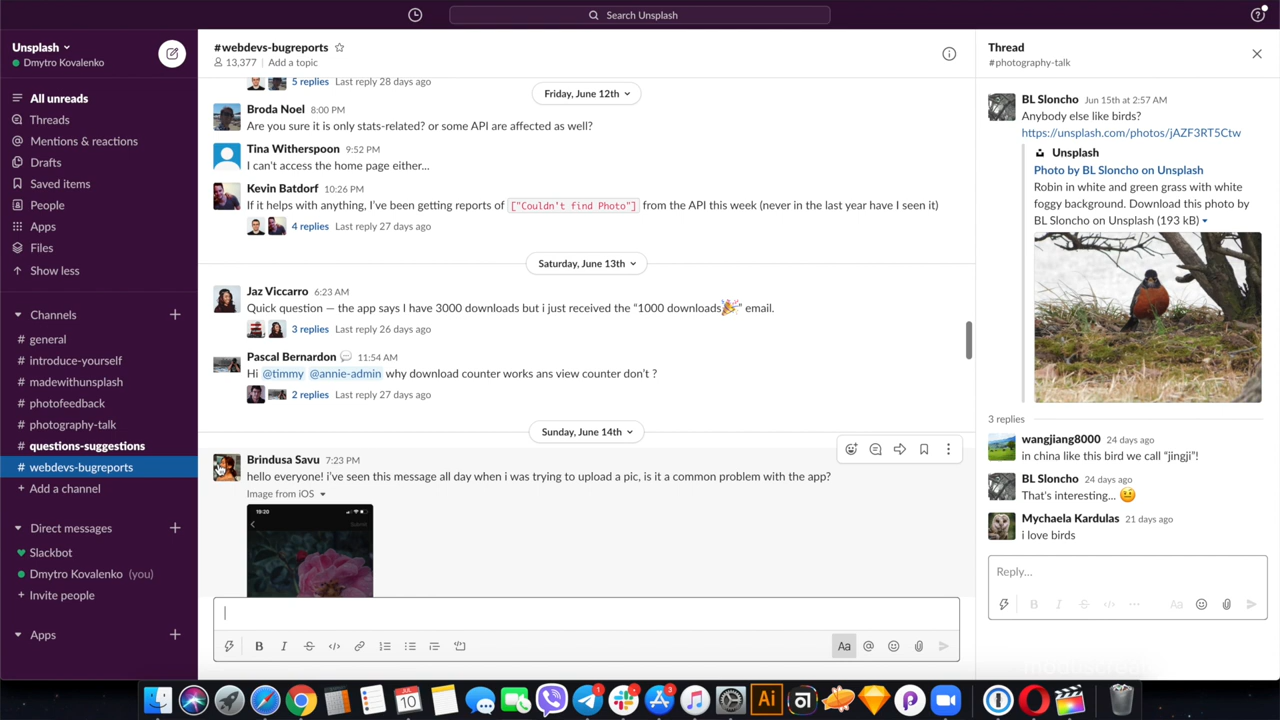 Search Unsplash
Unsplash
Dmytro Kovalenko
All unreads
Threads
Mentions & reactions
Drafts
Saved items
People
Apps
Files
Show less
Channels
# general
# introduce-yourself
# madewithunsplash
# photofeedback
# photography-talk
# questions-suggestions
# webdevs-bugreports
+ Add a channel
Direct messages
Slackbot
Dmytro Kovalenko (you)
+ Invite people
Apps
#webdevs-bugreports
13,377 | Add a topic
5 replies Last reply 28 days ago
Friday, June 12th
Broda Noel 8:00 PM
Are you sure it is only stats-related? or some API are affected as well?
Tina Witherspoon 9:52 PM
I can't access the home page either...
Kevin Batdorf 10:26 PM
If it helps with anything, I've been getting reports of ["Couldn't find Photo"] from the API this week (never in the last year have I seen it)
4 replies Last reply 27 days ago
Saturday, June 13th
Jaz Viccarro 6:23 AM
Quick question — the app says I have 3000 downloads but i just received the "1000 downloads🎉" email.
3 replies Last reply 26 days ago
Pascal Bernardon 💬 11:54 AM
Hi @timmy @annie-admin why download counter works ans view counter don't ?
2 replies Last reply 27 days ago
Sunday, June 14th
Brindusa Savu 7:23 PM
hello everyone! i've seen this message all day when i was trying to upload a pic, is it a common problem with the app?
Image from iOS
19:20
Submit
Aa
Thread
#photography-talk
BL Sloncho Jun 15th at 2:57 AM
Anybody else like birds?
https://unsplash.com/photos/jAZF3RT5Ctw
Unsplash
Photo by BL Sloncho on Unsplash
Robin in white and green grass with white
foggy background. Download this photo by
BL Sloncho on Unsplash (193 kB)
3 replies
wangjiang8000 24 days ago
in china like this bird we call "jingji"!
BL Sloncho 24 days ago
That's interesting... 😉
Mychaela Kardulas 21 days ago
i love birds
Reply...
B I S </> ... Aa
10
1
3
Ai